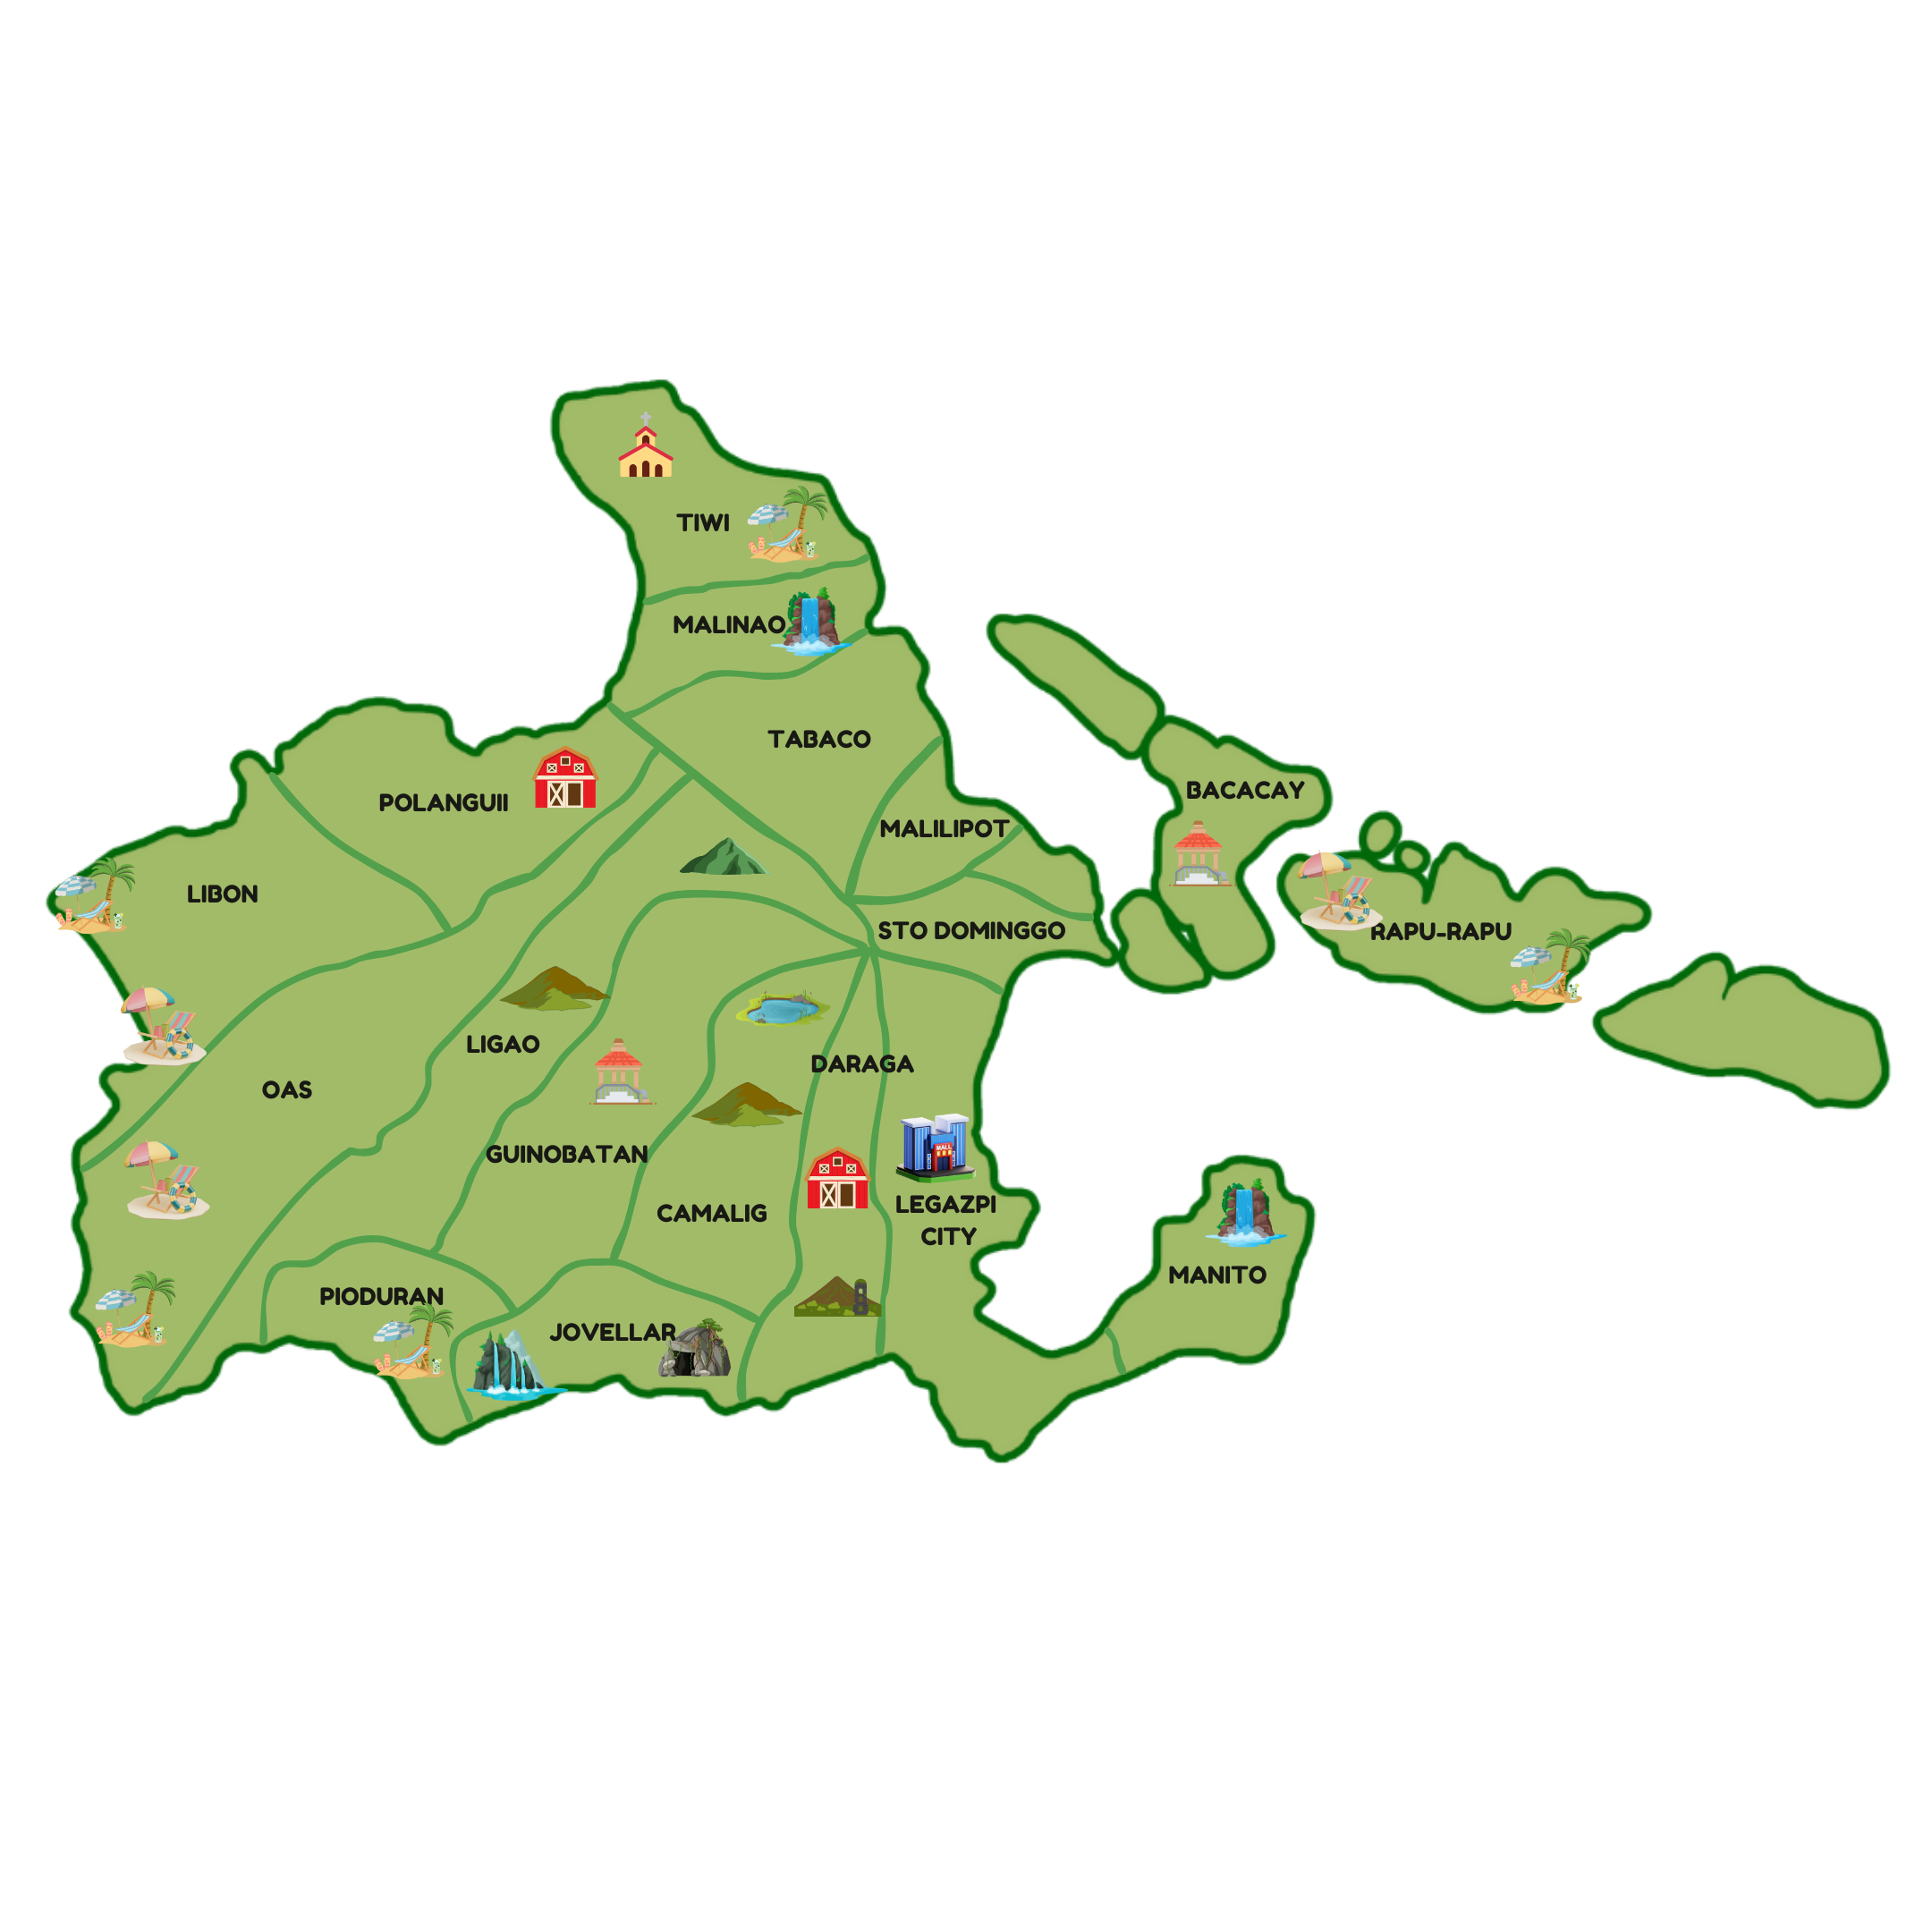 TIWI
MALINAO
TABACO
BACACAY
POLANGUII
MALILIPOT
LIBON
STO DOMINGGO
RAPU-RAPU
LIGAO
DARAGA
OAS
MALL
GUINOBATAN
LEGAZPI
CITY
CAMALIG
MANITO
PIODURAN
JOVELLAR